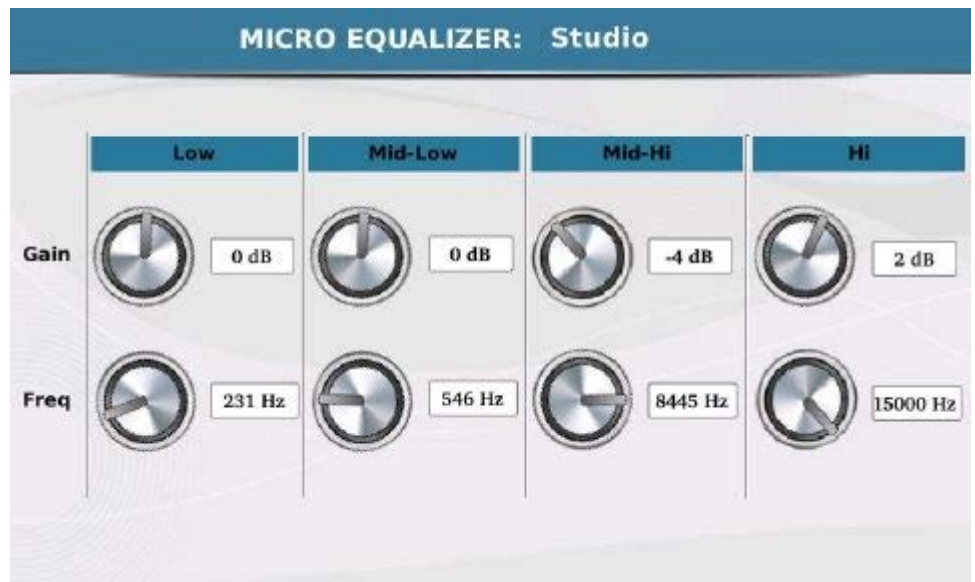 MICRO EQUALIZER: Studio
Low Mid-Low Mid-Hi Hi
Gain 0 dB 0 dB -4 dB 2 dB
Freq 231 Hz 546 Hz 8445 Hz 15000 Hz